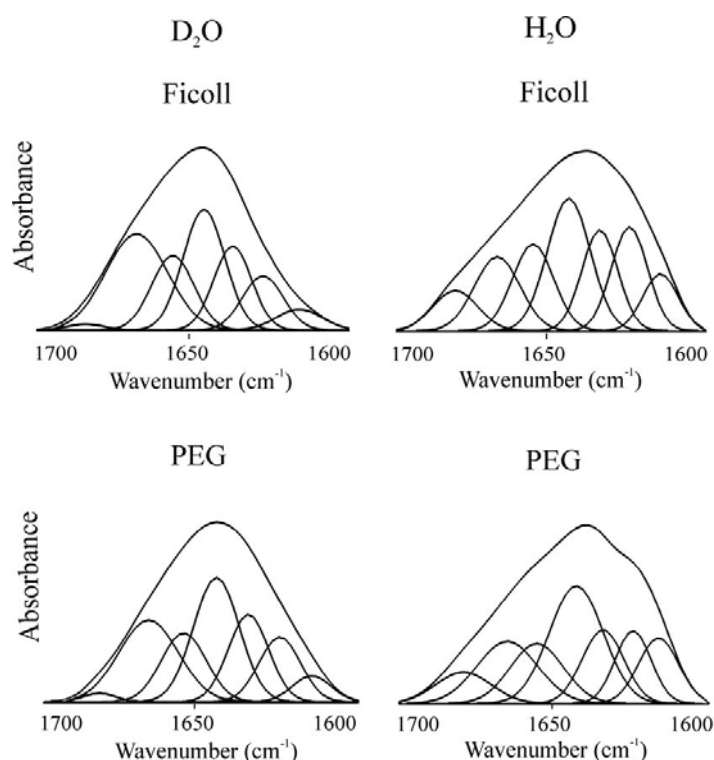 D₂O
H₂O
Ficoll
Ficoll
Absorbance
1700 1650 1600
1700 1650 1600
Wavenumber (cm⁻¹)
Wavenumber (cm⁻¹)
PEG
PEG
Absorbance
1700 1650 1600
1700 1650 1600
Wavenumber (cm⁻¹)
Wavenumber (cm⁻¹)